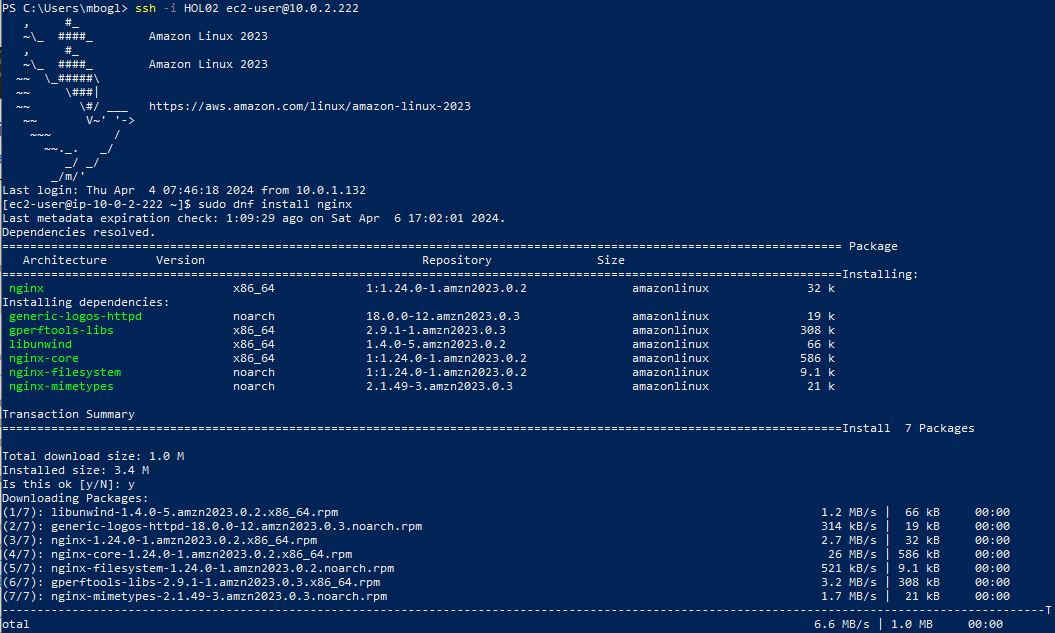 PS C:\Users\mbogl> ssh -i HOL02 ec2-user@10.0.2.222
   ,     #_
   ~\_  ####_        Amazon Linux 2023
   ,     #_
   ~\_  ####_        Amazon Linux 2023
  ~~  \_#####\
  ~~     \###|
  ~~       \#/ ___   https://aws.amazon.com/linux/amazon-linux-2023
   ~~       V~' '->
    ~~~         /
      ~~._.   _/
         _/ _/
       _/m/'
Last login: Thu Apr  4 07:46:18 2024 from 10.0.1.132
[ec2-user@ip-10-0-2-222 ~]$ sudo dnf install nginx
Last metadata expiration check: 1:09:29 ago on Sat Apr  6 17:02:01 2024.
Dependencies resolved.
======================================================================================================================== Package
   Architecture       Version                               Repository               Size
========================================================================================================================Installing:
 nginx                           x86_64             1:1.24.0-1.amzn2023.0.2               amazonlinux              32 k
Installing dependencies:
 generic-logos-httpd             noarch             18.0.0-12.amzn2023.0.3                amazonlinux              19 k
 gperftools-libs                 x86_64             2.9.1-1.amzn2023.0.3                  amazonlinux             308 k
 libunwind                       x86_64             1.4.0-5.amzn2023.0.2                  amazonlinux              66 k
 nginx-core                      x86_64             1:1.24.0-1.amzn2023.0.2               amazonlinux             586 k
 nginx-filesystem                noarch             1:1.24.0-1.amzn2023.0.2               amazonlinux             9.1 k
 nginx-mimetypes                 noarch             2.1.49-3.amzn2023.0.3                 amazonlinux              21 k
Transaction Summary
========================================================================================================================Install  7 Packages
Total download size: 1.0 M
Installed size: 3.4 M
Is this ok [y/N]: y
Downloading Packages:
(1/7): libunwind-1.4.0-5.amzn2023.0.2.x86_64.rpm                                     1.2 MB/s |  66 kB     00:00
(2/7): generic-logos-httpd-18.0.0-12.amzn2023.0.3.noarch.rpm                         314 kB/s |  19 kB     00:00
(3/7): nginx-1.24.0-1.amzn2023.0.2.x86_64.rpm                                        2.7 MB/s |  32 kB     00:00
(4/7): nginx-core-1.24.0-1.amzn2023.0.2.x86_64.rpm                                    26 MB/s | 586 kB     00:00
(5/7): nginx-filesystem-1.24.0-1.amzn2023.0.2.noarch.rpm                             521 kB/s | 9.1 kB     00:00
(6/7): gperftools-libs-2.9.1-1.amzn2023.0.3.x86_64.rpm                               3.2 MB/s | 308 kB     00:00
(7/7): nginx-mimetypes-2.1.49-3.amzn2023.0.3.noarch.rpm                              1.7 MB/s |  21 kB     00:00
-----------------------------------------------------------------------------------------------------------------------------------------------------T
otal                                                                                6.6 MB/s | 1.0 MB     00:00